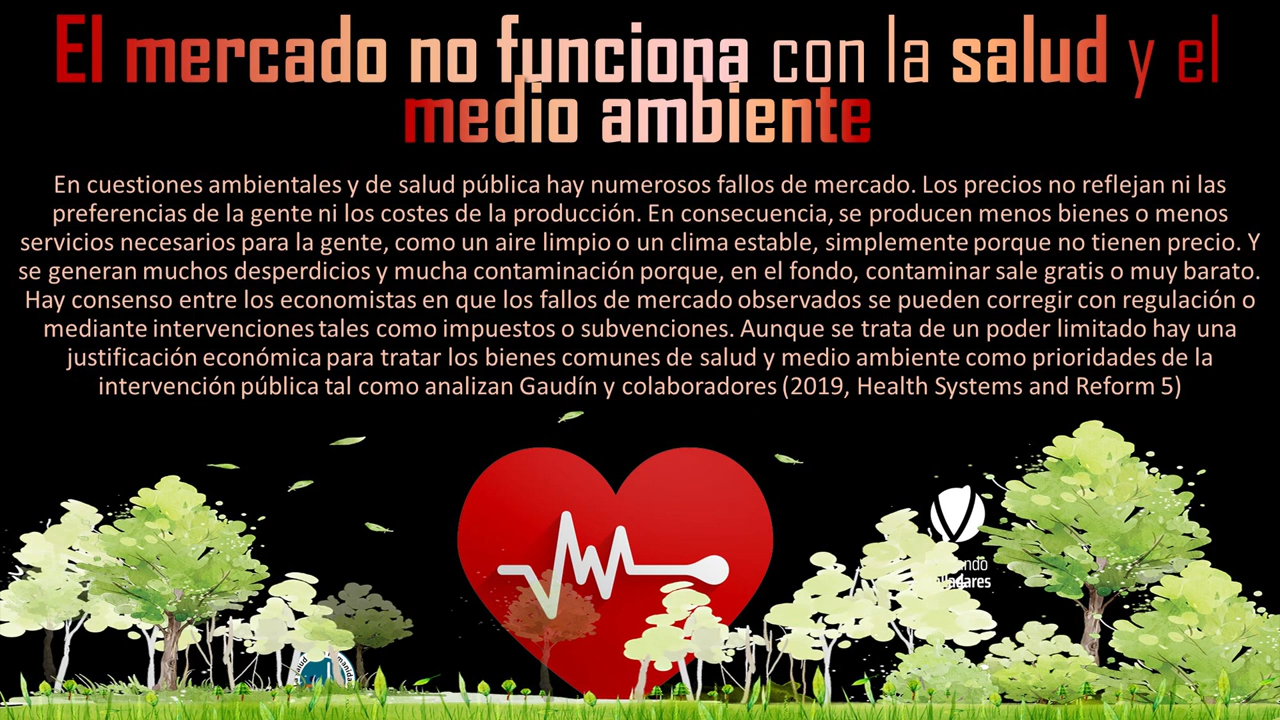 El mercado no funciona con la salud y el
medio ambiente
En cuestiones ambientales y de salud pública hay numerosos fallos de mercado. Los precios no reflejan ni las
preferencias de la gente ni los costes de la producción. En consecuencia, se producen menos bienes o menos
servicios necesarios para la gente, como un aire limpio o un clima estable, simplemente porque no tienen precio. Y
se generan muchos desperdicios y mucha contaminación porque, en el fondo, contaminar sale gratis o muy barato.
Hay consenso entre los economistas en que los fallos de mercado observados se pueden corregir con regulación o
mediante intervenciones tales como impuestos o subvenciones. Aunque se trata de un poder limitado hay una
justificación económica para tratar los bienes comunes de salud y medio ambiente como prioridades de la
intervención pública tal como analizan Gaudín y colaboradores (2019, Health Systems and Reform 5)